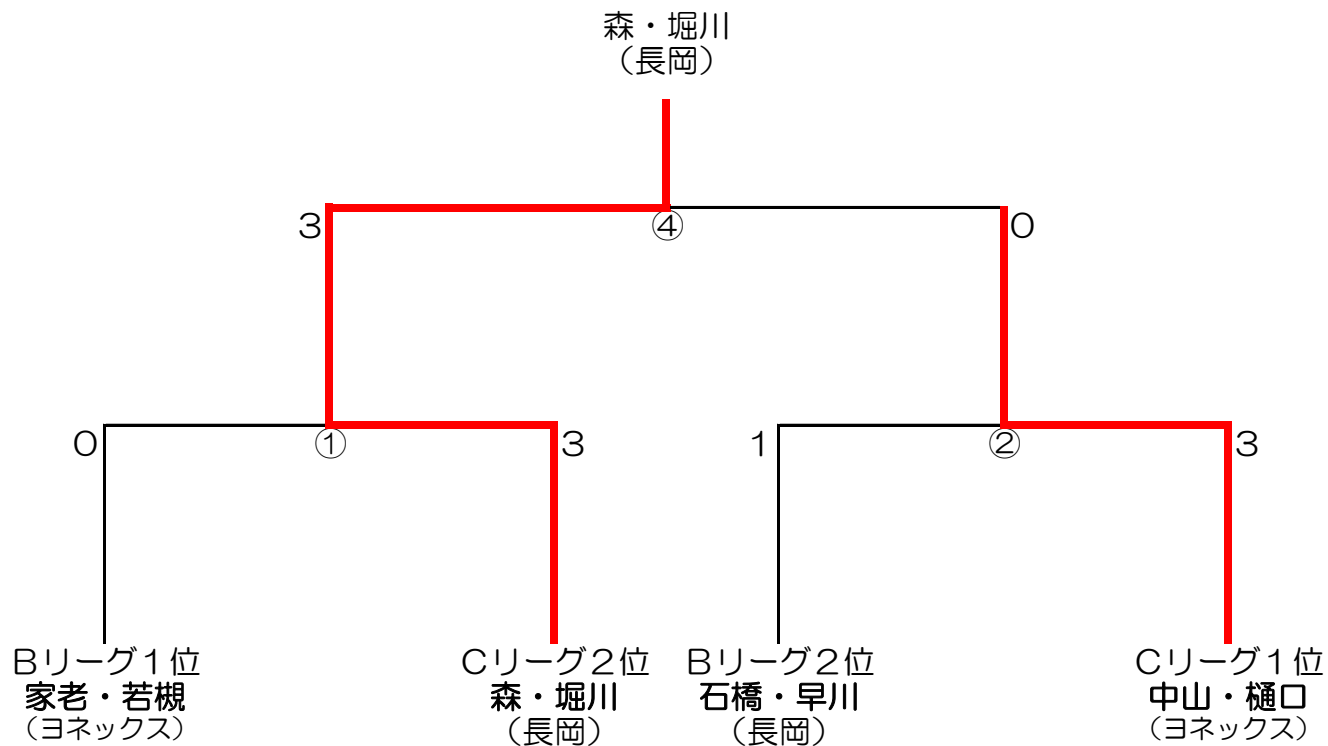 森・堀川
（長岡）
3
④
0
0
①
3
1
②
3
Bリーグ1位
家老・若槻
（ヨネックス）
Cリーグ2位
森・堀川
（長岡）
Bリーグ2位
石橋・早川
（長岡）
Cリーグ1位
中山・樋口
（ヨネックス）